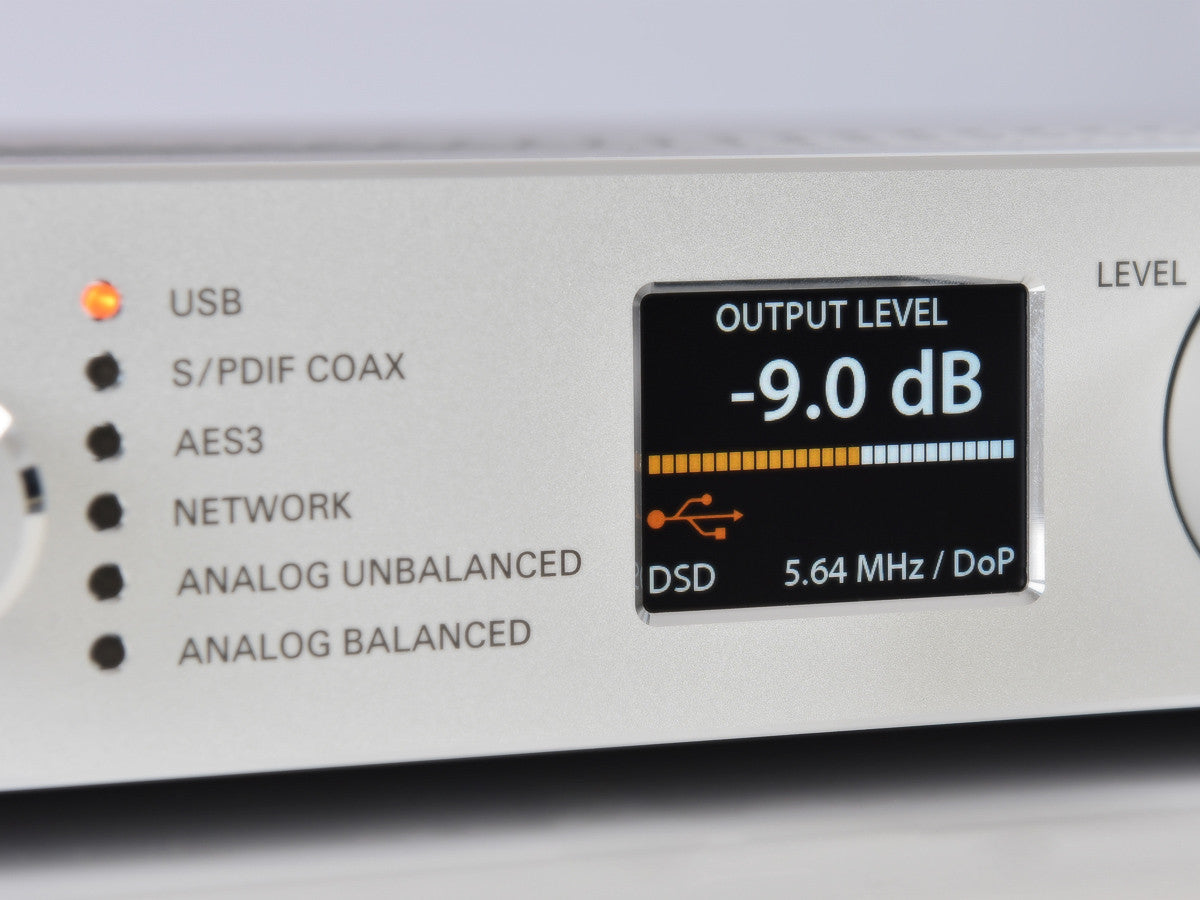 USB
S/PDIF COAX
AES3
NETWORK
ANALOG UNBALANCED
ANALOG BALANCED
OUTPUT LEVEL
-9.0 dB
DSD 5.64 MHz / DoP
LEVEL